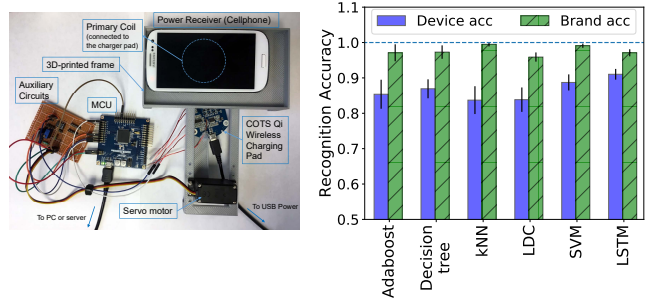 Primary Coil
(connected to
the charger pad)
Power Receiver (Cellphone)
3D-printed frame
Auxiliary
Circuits
MCU
COTS Qi
Wireless
Charging
Pad
To PC or server
Servo motor
To USB Power
Recognition Accuracy
1.1
1.0
0.9
0.8
0.7
0.6
0.5
Device acc
Brand acc
Adaboost
Decision
tree
kNN
LDC
SVM
LSTM